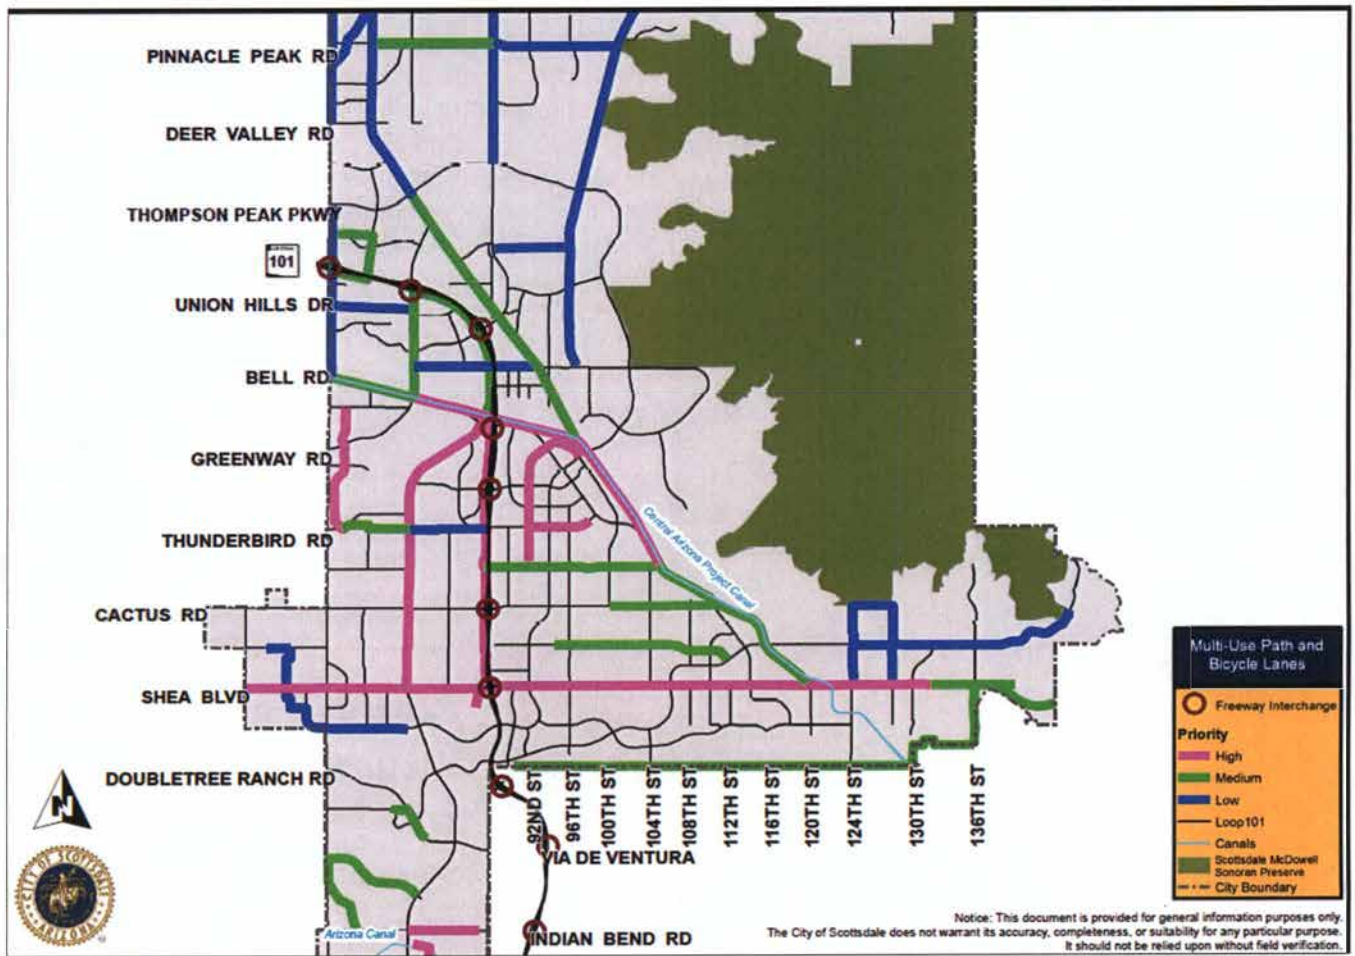 PINNACLE PEAK RD
DEER VALLEY RD
THOMPSON PEAK PKWY
101
UNION HILLS DR
BELL RD
GREENWAY RD
THUNDERBIRD RD
CACTUS RD
SHEA BLVD
DOUBLETREE RANCH RD
Central Arizona Project Canal
92ND ST
96TH ST
100TH ST
104TH ST
108TH ST
112TH ST
116TH ST
120TH ST
124TH ST
130TH ST
136TH ST
VIA DE VENTURA
INDIAN BEND RD
Arizona Canal
N
CITY OF SCOTTSDALE
ARIZONA
Multi-Use Path and
Bicycle Lanes
Freeway Interchange
Priority
High
Medium
Low
Loop101
Canals
Scottsdale McDowell
Sonoran Preserve
City Boundary
Notice: This document is provided for general information purposes only.
The City of Scottsdale does not warrant its accuracy, completeness, or suitability for any particular purpose.
It should not be relied upon without field verification.